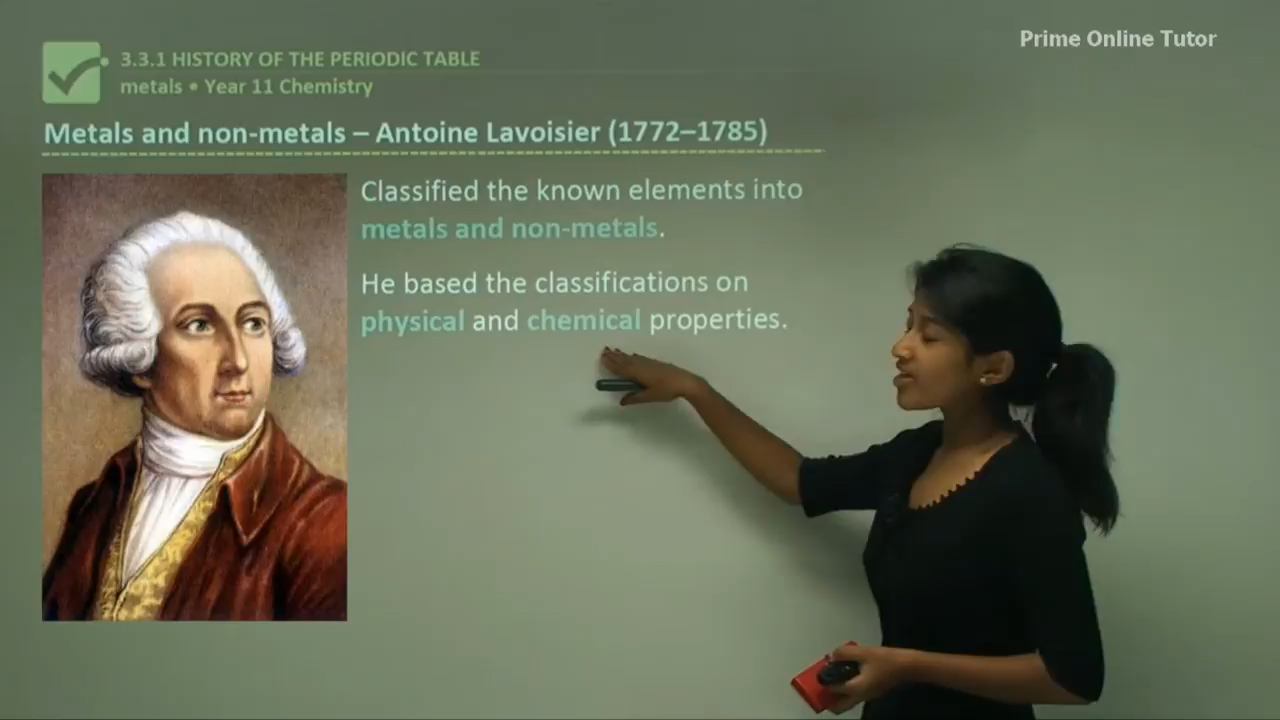 Prime Online Tutor
3.3.1 HISTORY OF THE PERIODIC TABLE
metals • Year 11 Chemistry
Metals and non-metals – Antoine Lavoisier (1772–1785)
Classified the known elements into
metals and non-metals.
He based the classifications on
physical and chemical properties.